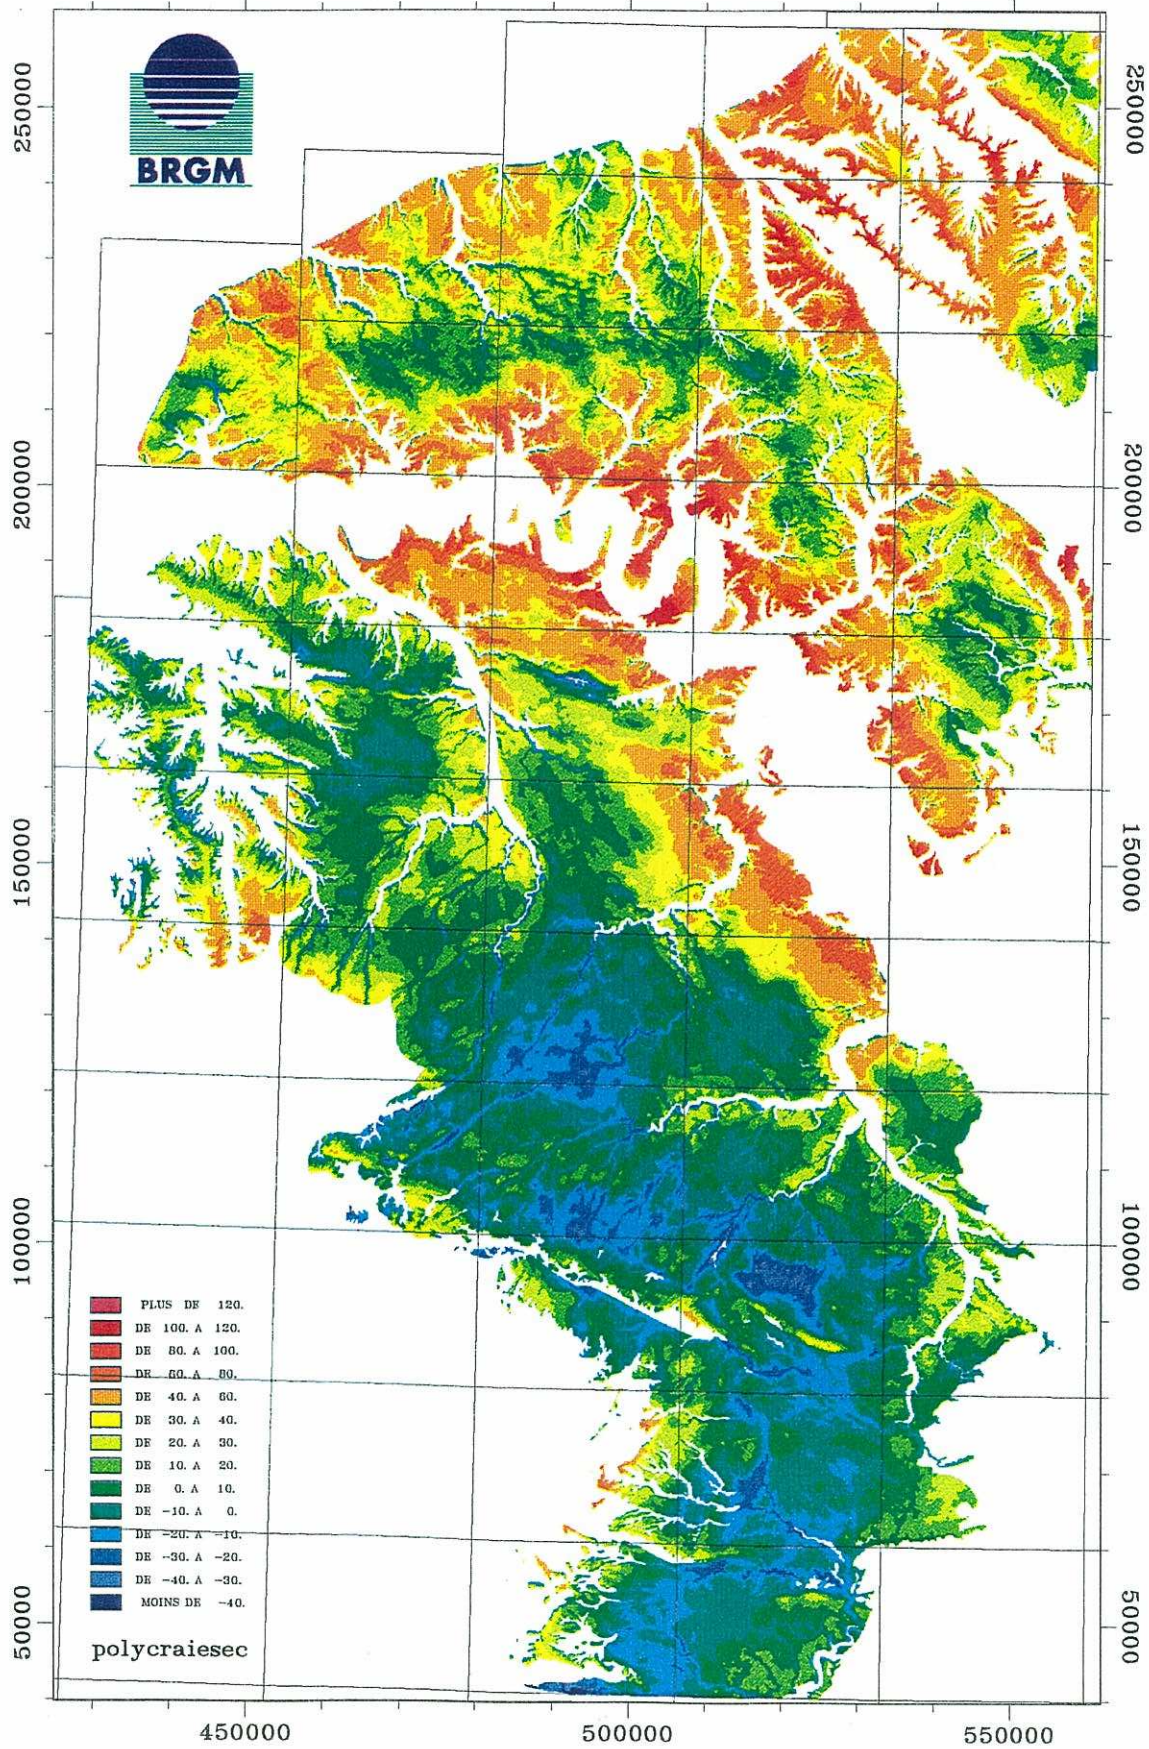 BRGM
250000
200000
150000
100000
50000
250000
200000
150000
100000
50000
PLUS DE 120.
DE 100. A 120.
DE 80. A 100.
DE 60. A 80.
DE 40. A 60.
DE 30. A 40.
DE 20. A 30.
DE 10. A 20.
DE 0. A 10.
DE -10. A 0.
DE -20. A -10.
DE -30. A -20.
DE -40. A -30.
MOINS DE -40.
polycraiesec
450000
500000
550000